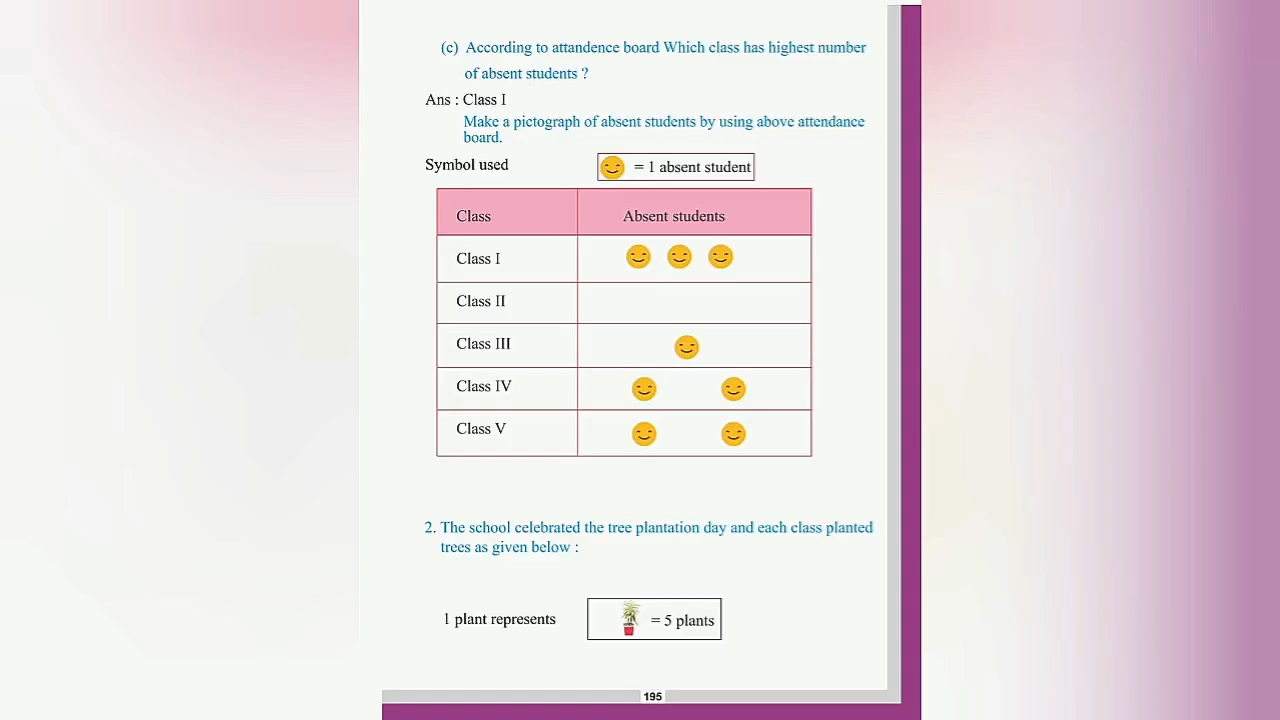 (c) According to attandence board Which class has highest number
of absent students ?
Ans : Class I
Make a pictograph of absent students by using above attendance
board.
Symbol used
= 1 absent student
Class Absent students
Class I
Class II
Class III
Class IV
Class V
2. The school celebrated the tree plantation day and each class planted
trees as given below :
1 plant represents
= 5 plants
195